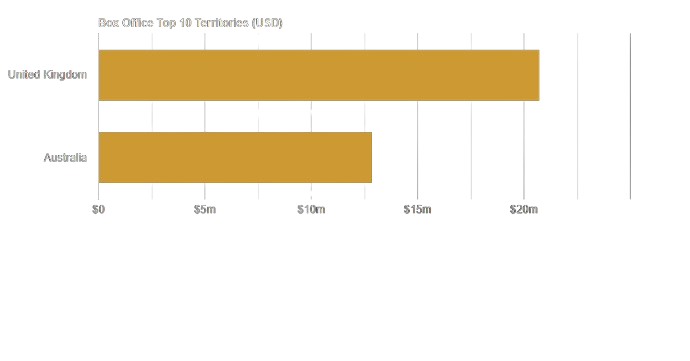 Box Office Top 10 Territories (USD)
United Kingdom
Australia
$0 $5m $10m $15m $20m